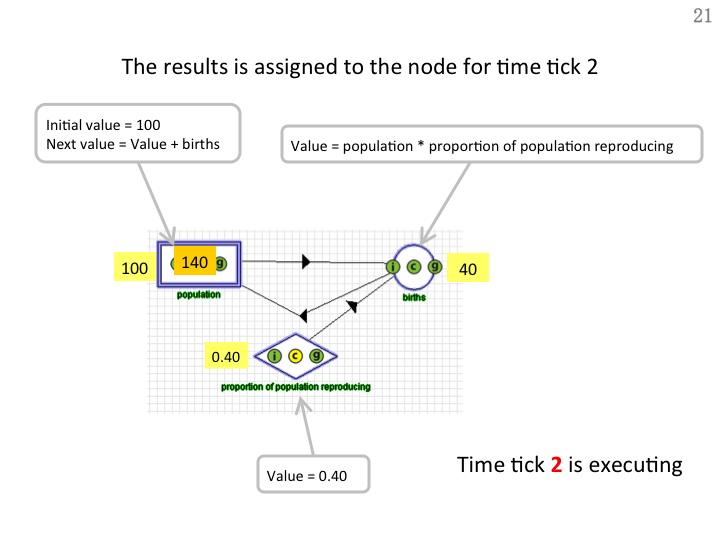 21
The results is assigned to the node for time tick 2
Initial value = 100
Next value = Value + births
Value = population * proportion of population reproducing
100
140
g
population
i c g
births
40
0.40
i c g
proportion of population reproducing
Value = 0.40
Time tick 2 is executing